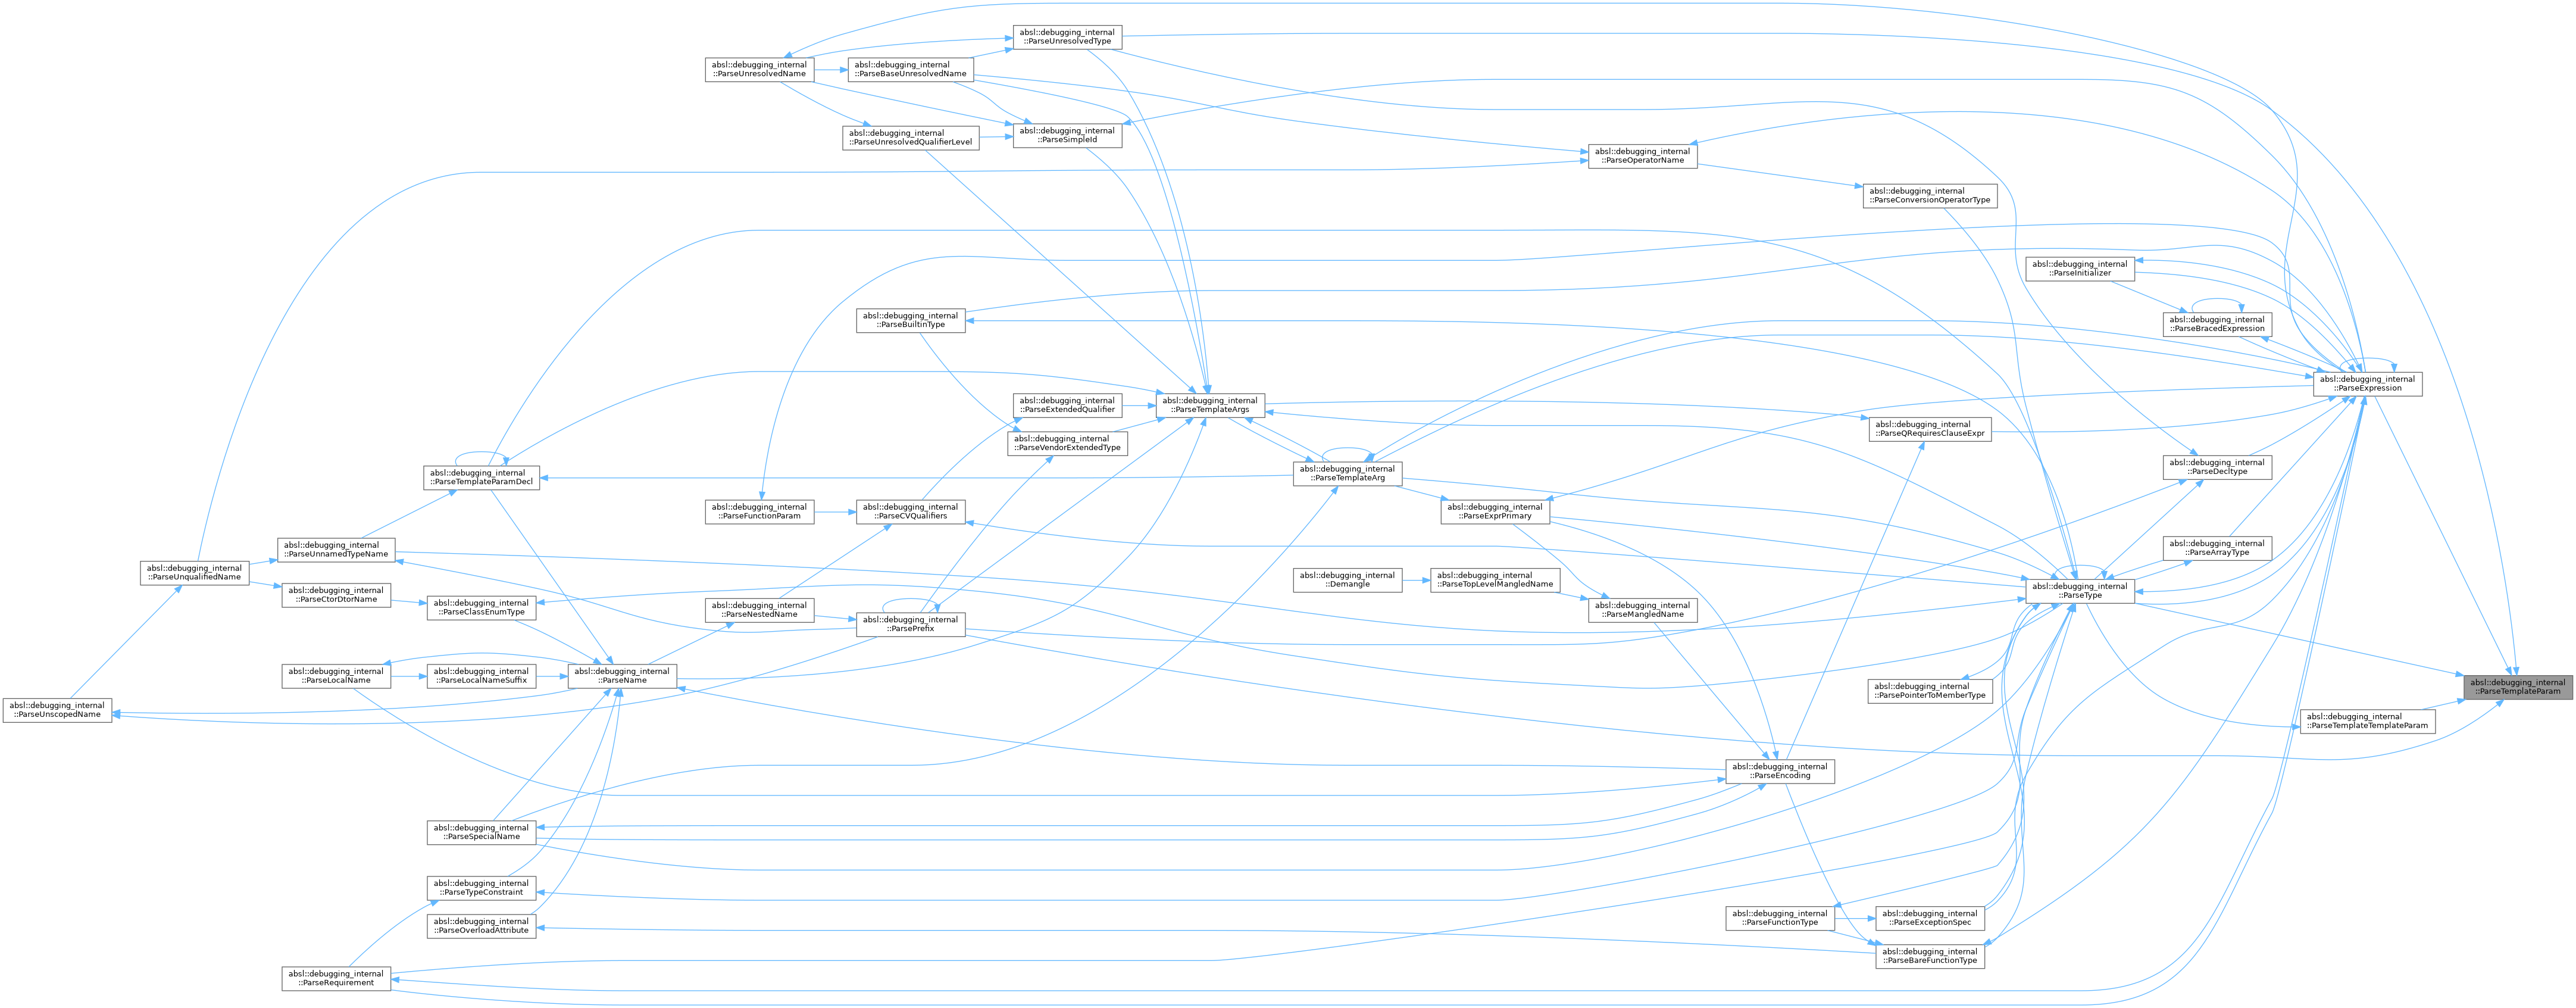 absl::debugging_internal
::ParseUnresolvedType
absl::debugging_internal
::ParseUnresolvedName
absl::debugging_internal
::ParseBaseUnresolvedName
absl::debugging_internal
::ParseUnresolvedQualifierLevel
absl::debugging_internal
::ParseSimpleId
absl::debugging_internal
::ParseOperatorName
absl::debugging_internal
::ParseConversionOperatorType
absl::debugging_internal
::ParseInitializer
absl::debugging_internal
::ParseBuiltinType
absl::debugging_internal
::ParseBracedExpression
absl::debugging_internal
::ParseExpression
absl::debugging_internal
::ParseExtendedQualifier
absl::debugging_internal
::ParseTemplateArgs
absl::debugging_internal
::ParseQRequiresClauseExpr
absl::debugging_internal
::ParseVendorExtendedType
absl::debugging_internal
::ParseTemplateParamDecl
absl::debugging_internal
::ParseTemplateArg
absl::debugging_internal
::ParseDecltype
absl::debugging_internal
::ParseFunctionParam
absl::debugging_internal
::ParseCVQualifiers
absl::debugging_internal
::ParseExprPrimary
absl::debugging_internal
::ParseUnnamedTypeName
absl::debugging_internal
::ParseArrayType
absl::debugging_internal
::ParseUnqualifiedName
absl::debugging_internal
::Demangle
absl::debugging_internal
::ParseTopLevelMangledName
absl::debugging_internal
::ParseType
absl::debugging_internal
::ParseCtorDtorName
absl::debugging_internal
::ParseClassEnumType
absl::debugging_internal
::ParseNestedName
absl::debugging_internal
::ParsePrefix
absl::debugging_internal
::ParseMangledName
absl::debugging_internal
::ParseLocalName
absl::debugging_internal
::ParseLocalNameSuffix
absl::debugging_internal
::ParseName
absl::debugging_internal
::ParsePointerToMemberType
absl::debugging_internal
::ParseTemplateParam
absl::debugging_internal
::ParseUnscopedName
absl::debugging_internal
::ParseTemplateTemplateParam
absl::debugging_internal
::ParseEncoding
absl::debugging_internal
::ParseSpecialName
absl::debugging_internal
::ParseTypeConstraint
absl::debugging_internal
::ParseOverloadAttribute
absl::debugging_internal
::ParseFunctionType
absl::debugging_internal
::ParseExceptionSpec
absl::debugging_internal
::ParseBareFunctionType
absl::debugging_internal
::ParseRequirement